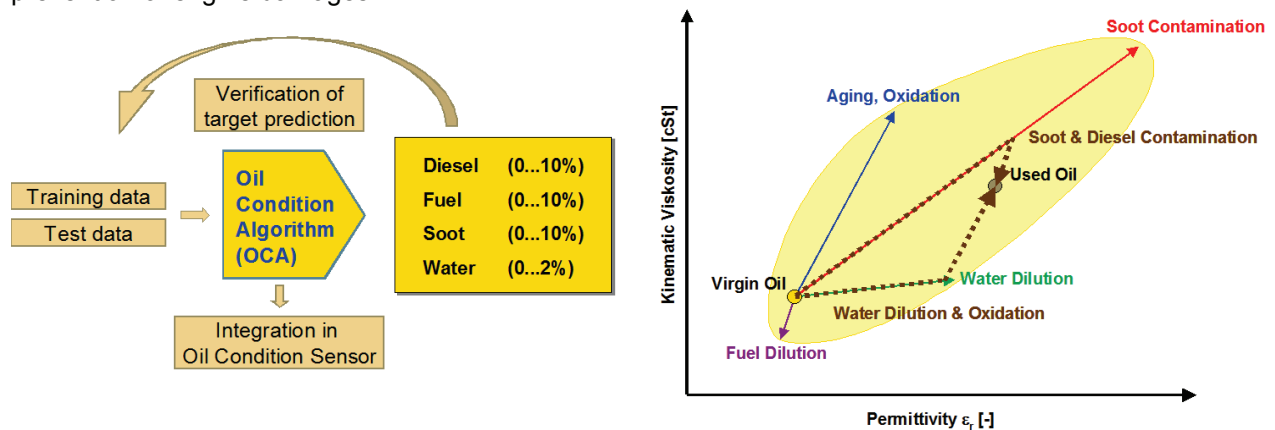 Verification of
target prediction
Training data
Test data
Oil
Condition
Algorithm
(OCA)
Diesel (0...10%)
Fuel (0...10%)
Soot (0...10%)
Water (0...2%)
Integration in
Oil Condition Sensor
Kinematic Viskosity [cSt]
Soot Contamination
Aging, Oxidation
Soot & Diesel Contamination
Used Oil
Virgin Oil
Water Dilution
Water Dilution & Oxidation
Fuel Dilution
Permittivity εr [-]